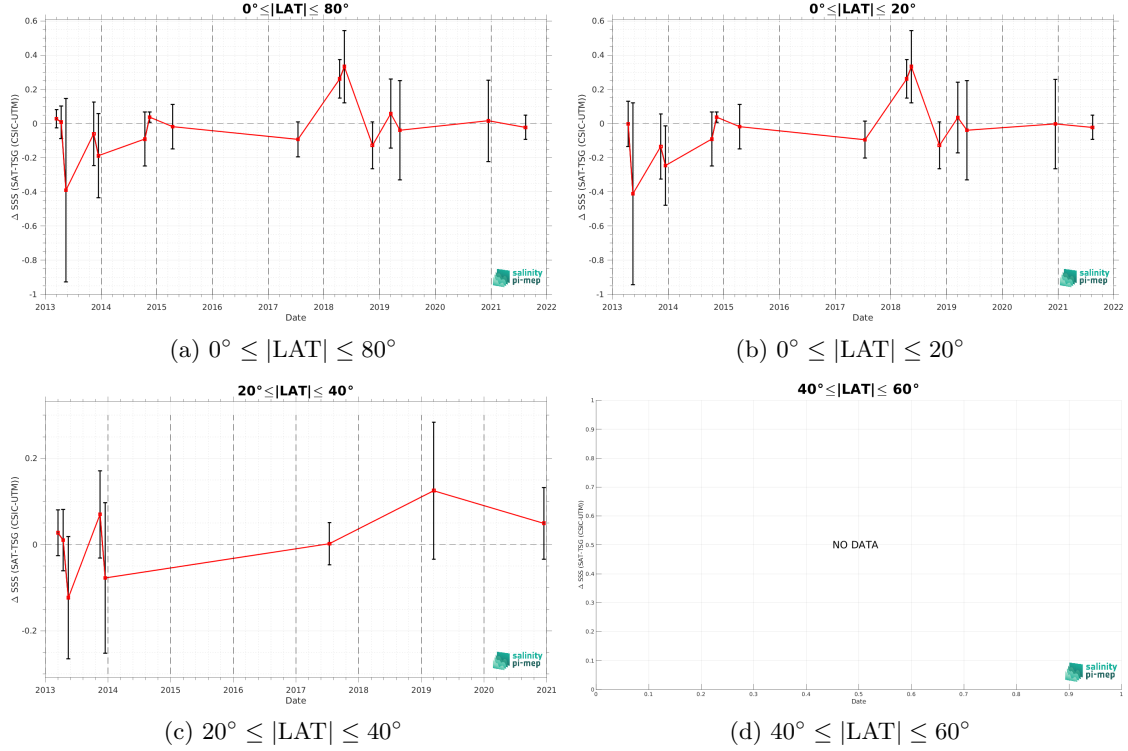 0°≤|LAT|≤ 80°
Δ SSS (SAT-TSG (CSIC-UTM))
0.6
0.4
0.2
0
-0.2
-0.4
-0.6
-0.8
-1
2013 2014 2015 2016 2017 2018 2019 2020 2021 2022
Date
salinity
pi-mep
(a) 0° ≤ |LAT| ≤ 80°
0°≤|LAT|≤ 20°
Δ SSS (SAT-TSG (CSIC-UTM))
0.6
0.4
0.2
0
-0.2
-0.4
-0.6
-0.8
-1
2013 2014 2015 2016 2017 2018 2019 2020 2021 2022
Date
salinity
pi-mep
(b) 0° ≤ |LAT| ≤ 20°
20°≤|LAT|≤ 40°
Δ SSS (SAT-TSG (CSIC-UTM))
0.2
0
-0.2
2013 2014 2015 2016 2017 2018 2019 2020 2021
Date
salinity
pi-mep
(c) 20° ≤ |LAT| ≤ 40°
40°≤|LAT|≤ 60°
Δ SSS (SAT-TSG (CSIC-UTM))
1
0.9
0.8
0.7
0.6
0.5
0.4
0.3
0.2
0.1
0
NO DATA
0 0.1 0.2 0.3 0.4 0.5 0.6 0.7 0.8 0.9 1
Date
salinity
pi-mep
(d) 40° ≤ |LAT| ≤ 60°